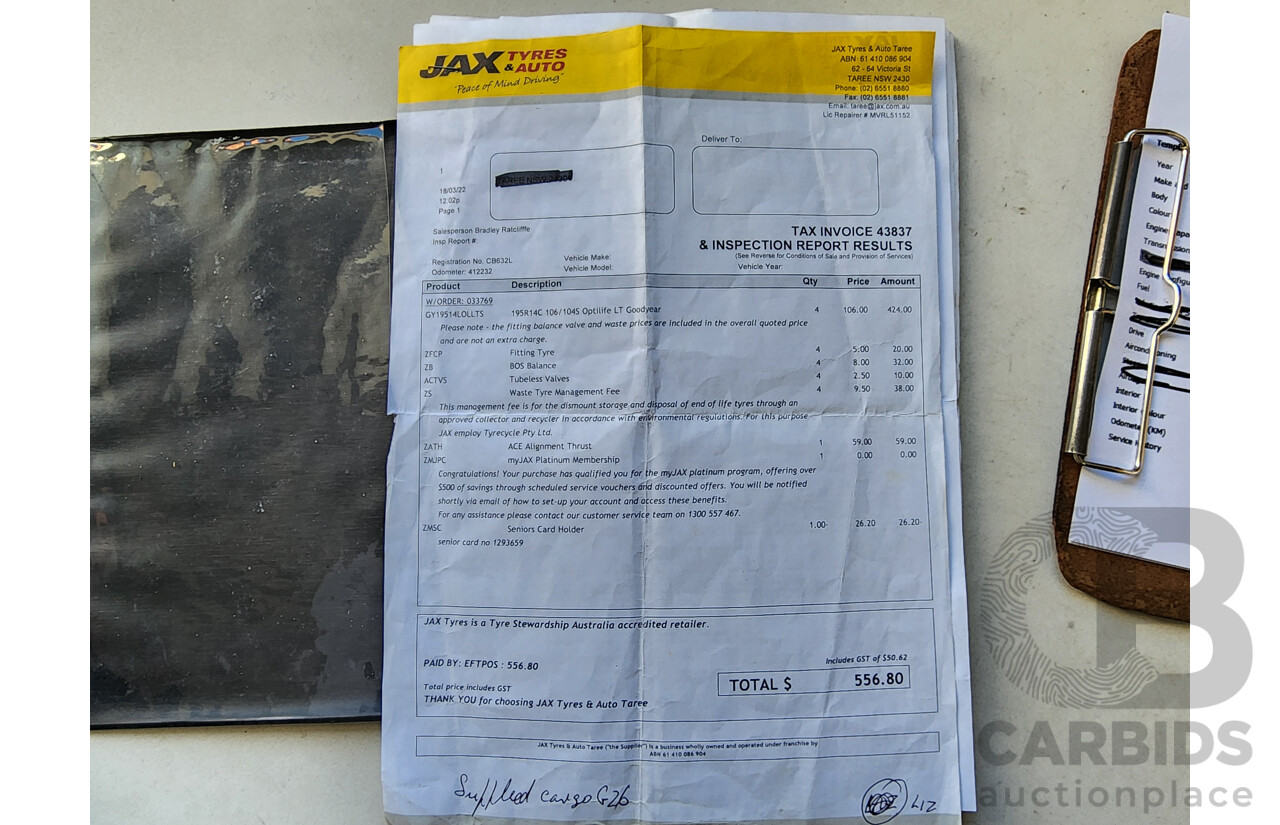 JAX TYRES & AUTO
"Peace of Mind Driving"
JAX Tyres & Auto Taree
ABN 61 410 086 904
62 - 64 Victoria St
TAREE NSW 2430
Phone: (02) 6551 8880
Fax: (02) 6551 8881
Email: taree@jax.com.au
Lic Repairer # MVRL51152
Deliver To:
1
18/03/22
12:02p
Page 1
Salesperson Bradley Ratclifffe
Insp Report #:
TAX INVOICE 43837
& INSPECTION REPORT RESULTS
(See Reverse for Conditions of Sale and Provision of Services)
Registration No. CB632L Vehicle Make:
Odometer: 412232 Vehicle Model: Vehicle Year:
Product Description Qty Price Amount
W/ORDER: 033769
GY19514LOLLTS 195R14C 106/104S Optilife LT Goodyear 4 106.00 424.00
Please note - the fitting balance valve and waste prices are included in the overall quoted price
and are not an extra charge.
ZFCP Fitting Tyre 4 5.00 20.00
ZB BOS Balance 4 8.00 32.00
ACTVS Tubeless Valves 4 2.50 10.00
ZS Waste Tyre Management Fee 4 9.50 38.00
This management fee is for the dismount storage and disposal of end of life tyres through an
approved collector and recycler in accordance with environmental regulations. For this purpose
JAX employ Tyrecycle Pty Ltd.
ZATH ACE Alignment Thrust 1 59.00 59.00
ZMJPC myJAX Platinum Membership 1 0.00 0.00
Congratulations! Your purchase has qualified you for the myJAX platinum program, offering over
$500 of savings through scheduled service vouchers and discounted offers. You will be notified
shortly via email of how to set-up your account and access these benefits.
For any assistance please contact our customer service team on 1300 557 467.
ZMSC Seniors Card Holder 1.00- 26.20 26.20-
senior card no 1293659
JAX Tyres is a Tyre Stewardship Australia accredited retailer.
PAID BY: EFTPOS : 556.80
Includes GST of $50.62
TOTAL $ 556.80
Total price includes GST
THANK YOU for choosing JAX Tyres & Auto Taree
JAX Tyres & Auto Taree ("the Supplier") is a business wholly owned and operated under franchise by
ABN 61 410 086 904
Supplied cargo G26
LIZ
Year
Make
Body
Colour
Engine
Fuel
Drive
Interior
Interior
Service
CARBIDS
auctionplace